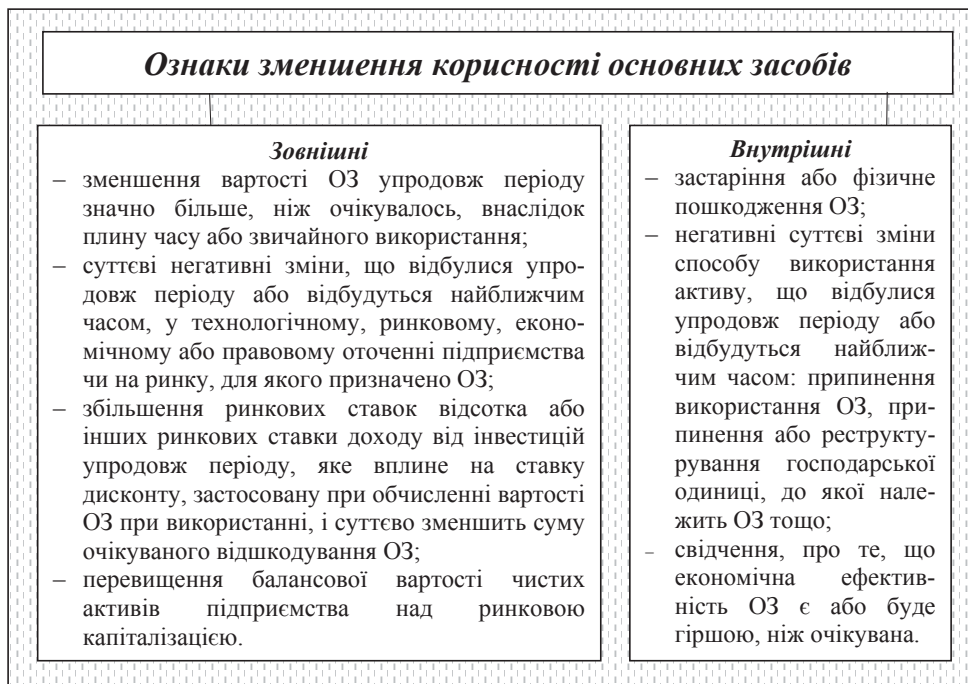 Ознаки зменшення корисності основних засобів
Зовнішні
– зменшення вартості ОЗ упродовж періоду
значно більше, ніж очікувалось, внаслідок
плину часу або звичайного використання;
– суттєві негативні зміни, що відбулися упро-
довж періоду або відбудуться найближчим
часом, у технологічному, ринковому, еконо-
мічному або правовому оточенні підприємства
чи на ринку, для якого призначено ОЗ;
– збільшення ринкових ставок відсотка або
інших ринкових ставки доходу від інвестицій
упродовж періоду, яке вплине на ставку
дисконту, застосовану при обчисленні вартості
ОЗ при використанні, і суттєво зменшить суму
очікуваного відшкодування ОЗ;
– перевищення балансової вартості чистих
активів підприємства над ринковою
капіталізацією.
Внутрішні
– застаріння або фізичне
пошкодження ОЗ;
– негативні суттєві зміни
способу використання
активу, що відбулися
упродовж періоду або
відбудуться найближ-
чим часом: припинення
використання ОЗ, при-
пинення або реструкту-
рування господарської
одиниці, до якої нале-
жить ОЗ тощо;
- свідчення, про те, що
економічна ефектив-
ність ОЗ є або буде
гіршою, ніж очікувана.